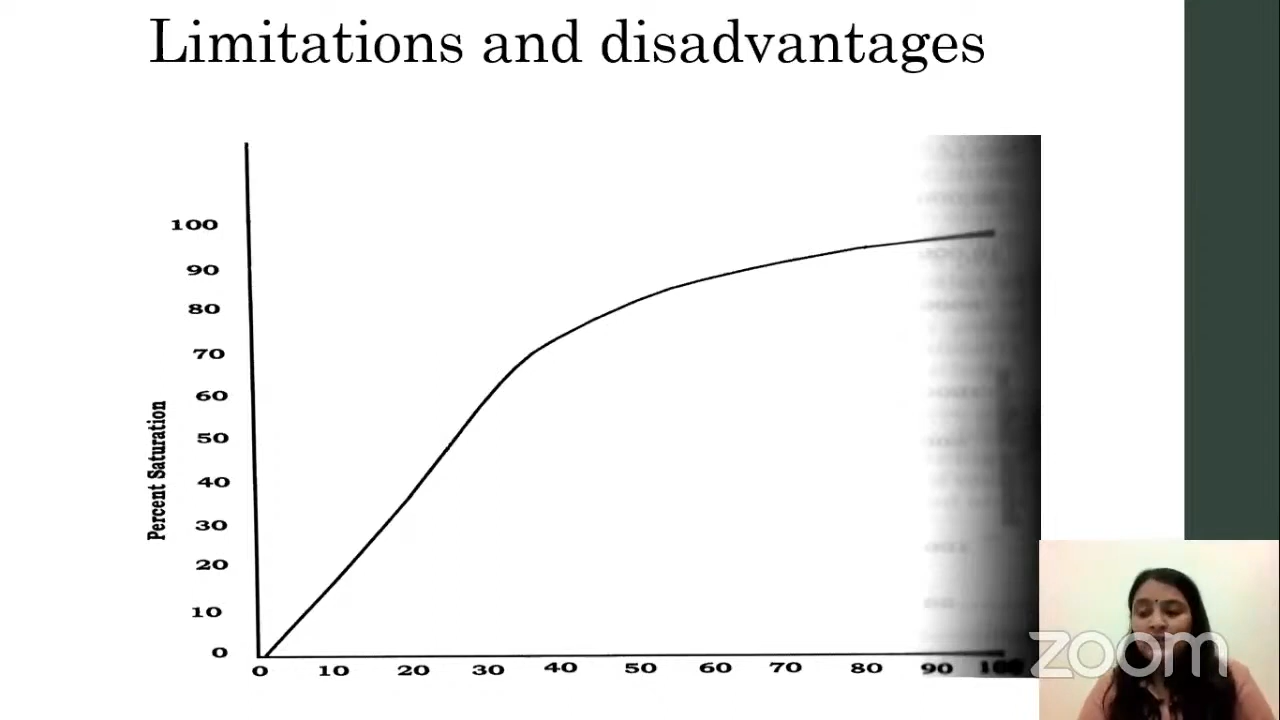 Limitations and disadvantages
100
90
80
70
60
50
40
30
20
10
0
Percent Saturation
0 10 20 30 40 50 60 70 80 90 100
zoom